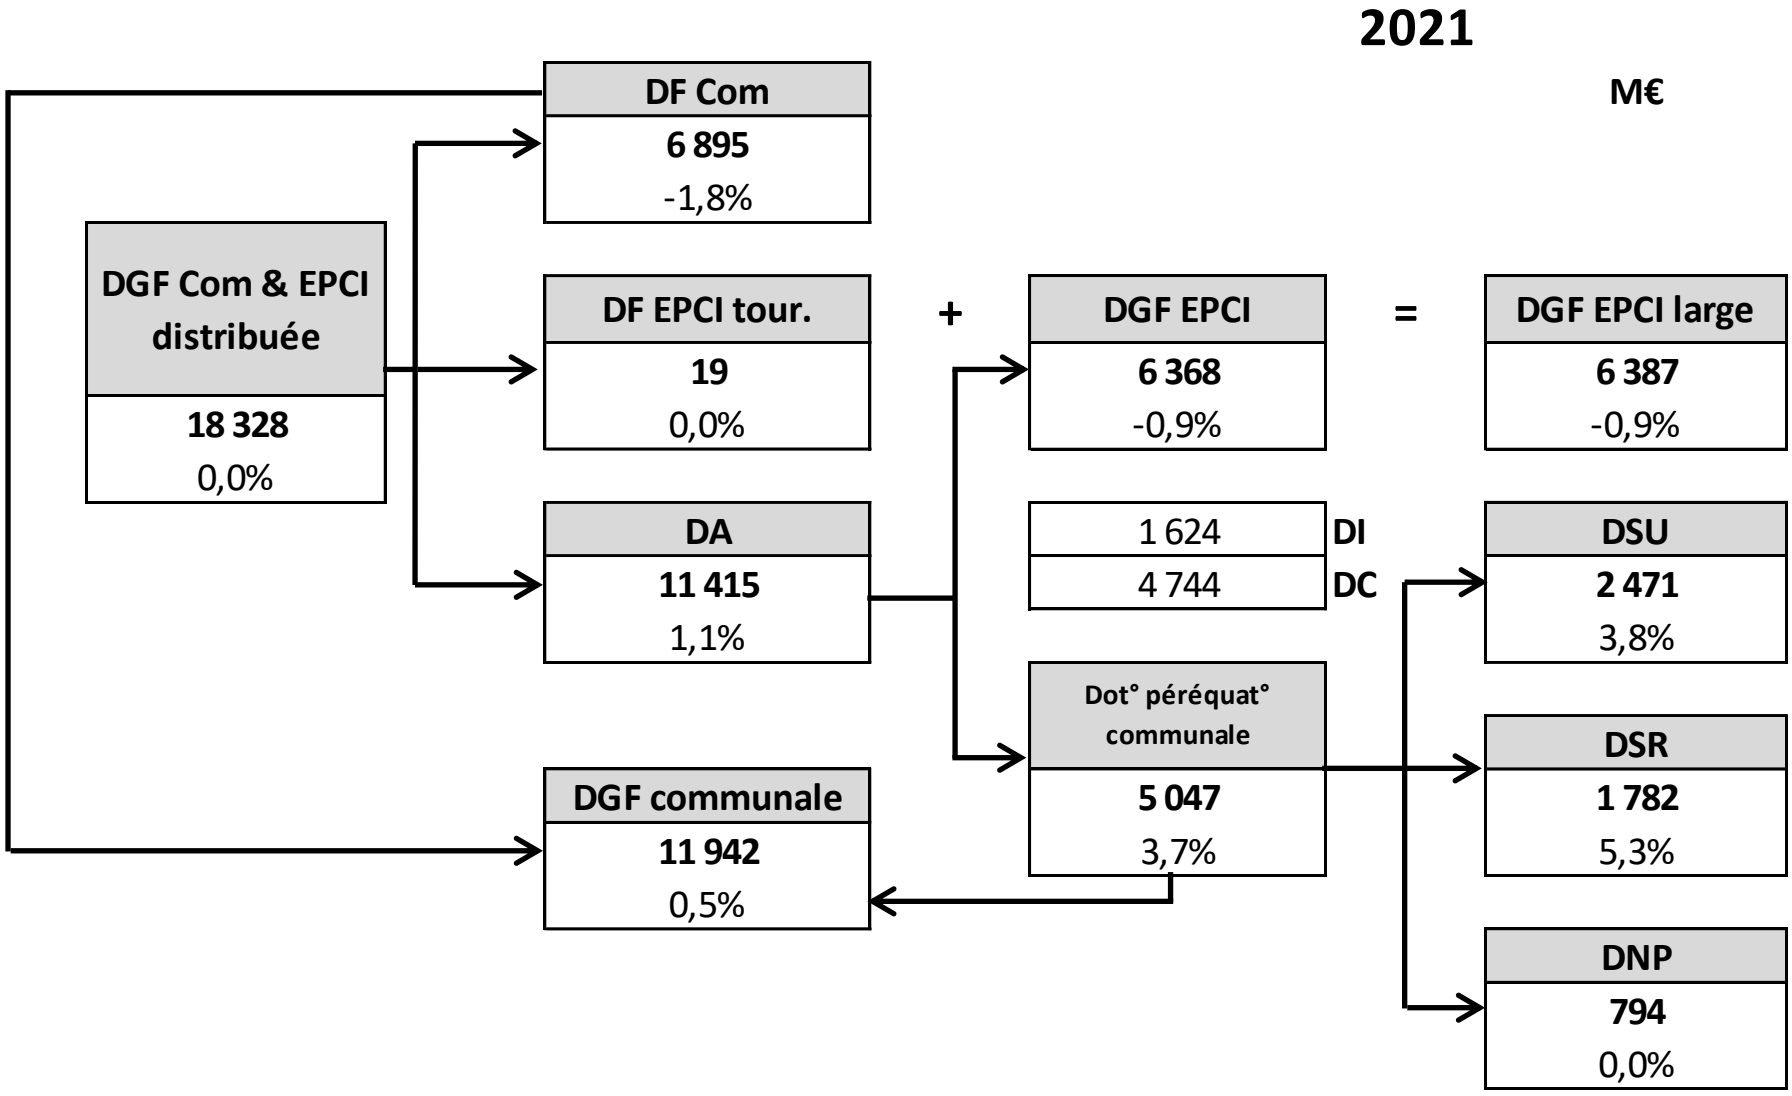 2021
M€
DF Com
6 895
-1,8%
DGF Com & EPCI
distribuée
18 328
0,0%
DF EPCI tour.
19
0,0%
+
DGF EPCI
6 368
-0,9%
=
DGF EPCI large
6 387
-0,9%
DA
11 415
1,1%
1 624 DI
4 744 DC
DSU
2 471
3,8%
Dot° péréquat°
communale
5 047
3,7%
DSR
1 782
5,3%
DGF communale
11 942
0,5%
DNP
794
0,0%